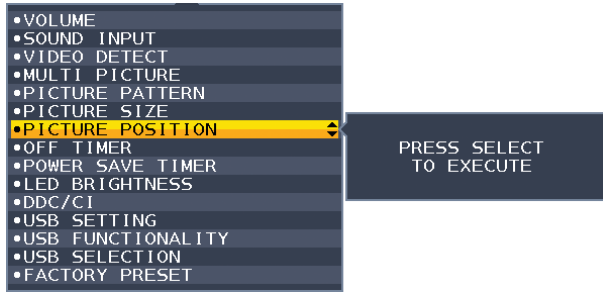 •VOLUME
•SOUND INPUT
•VIDEO DETECT
•MULTI PICTURE
•PICTURE PATTERN
•PICTURE SIZE
•PICTURE POSITION
•OFF TIMER
•POWER SAVE TIMER
•LED BRIGHTNESS
•DDC/CI
•USB SETTING
•USB FUNCTIONALITY
•USB SELECTION
•FACTORY PRESET
PRESS SELECT
TO EXECUTE